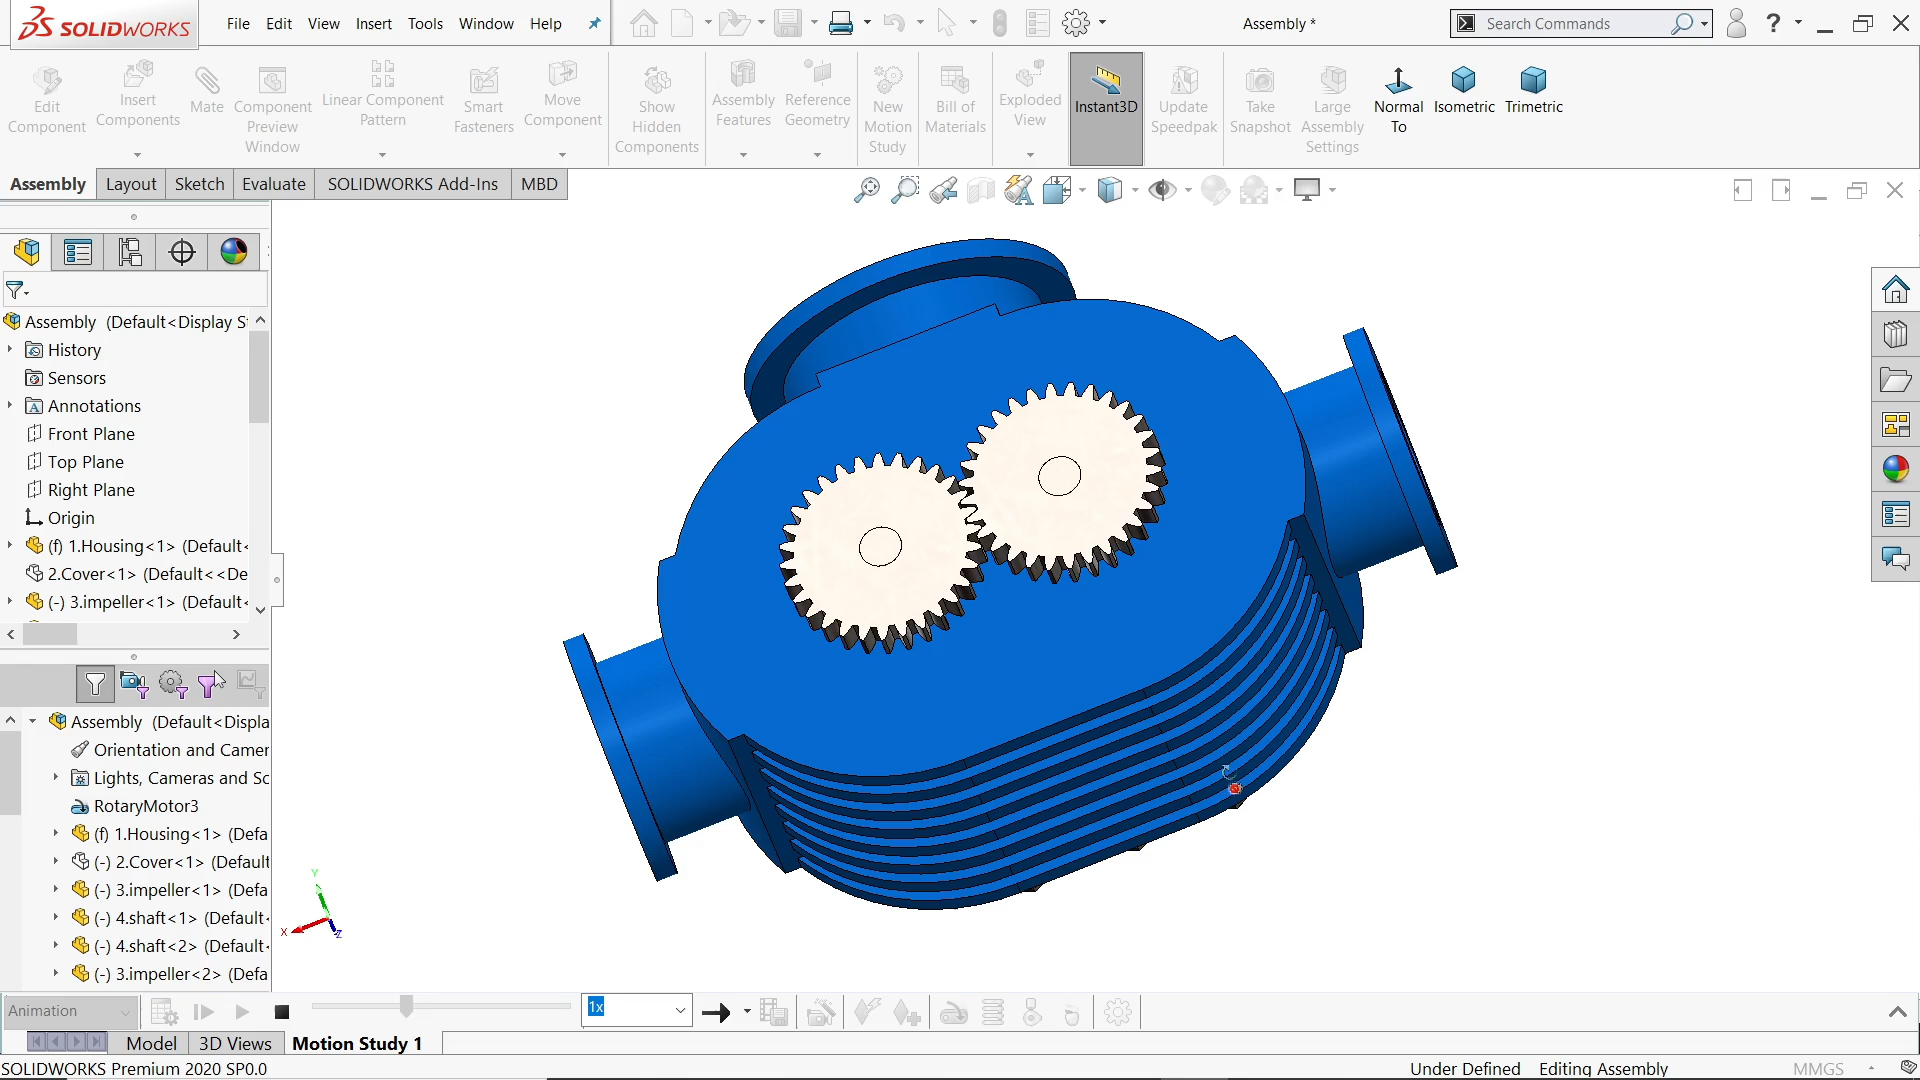 SOLIDWORKS
File Edit View Insert Tools Window Help
Assembly *
Search Commands
?
Edit Component
Insert Components
Mate
Component Preview Window
Linear Component Pattern
Smart Fasteners
Move Component
Show Hidden Components
Assembly Features
Reference Geometry
New Motion Study
Bill of Materials
Exploded View
Instant3D
Update Speedpak
Take Snapshot
Large Assembly Settings
Normal To
Isometric
Trimetric
Assembly Layout Sketch Evaluate SOLIDWORKS Add-Ins MBD
Assembly (Default<Display S
History
Sensors
Annotations
Front Plane
Top Plane
Right Plane
Origin
(f) 1.Housing<1> (Default<
2.Cover<1> (Default<<De
(-) 3.impeller<1> (Default<
Assembly (Default<Displa
Orientation and Camer
Lights, Cameras and Sc
RotaryMotor3
(f) 1.Housing<1> (Defa
(-) 2.Cover<1> (Default
(-) 3.impeller<1> (Defa
(-) 4.shaft<1> (Default<
(-) 4.shaft<2> (Default<
(-) 3.impeller<2> (Defa
Y
X
Z
Animation
1x
Model 3D Views Motion Study 1
SOLIDWORKS Premium 2020 SP0.0
Under Defined Editing Assembly MMGS